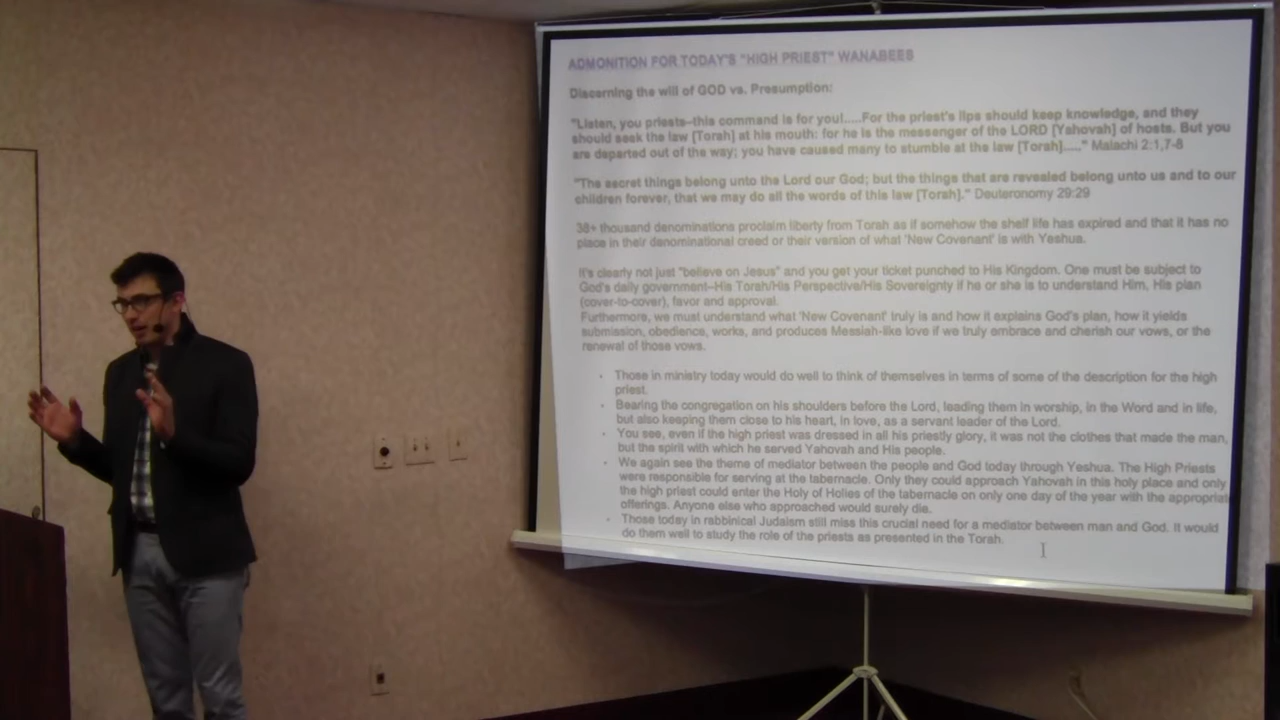 ADMONITION FOR TODAY'S "HIGH PRIEST" WANABEES
Discerning the will of GOD vs. Presumption:
"Listen, you priests–this command is for you!.....For the priest's lips should keep knowledge, and they
should seek the law [Torah] at his mouth: for he is the messenger of the LORD [Yahovah] of hosts. But you
are departed out of the way; you have caused many to stumble at the law [Torah]....," Malachi 2:1,7-8
"The secret things belong unto the Lord our God; but the things that are revealed belong unto us and to our
children forever, that we may do all the words of this law [Torah]." Deuteronomy 29:29
38+ thousand denominations proclaim liberty from Torah as if somehow the shelf life has expired and that it has no
place in their denominational creed or their version of what 'New Covenant' is with Yeshua.
It's clearly not just "believe on Jesus" and you get your ticket punched to His Kingdom. One must be subject to
God's daily government–His Torah/His Perspective/His Sovereignty if he or she is to understand Him, His plan
(cover-to-cover), favor and approval.
Furthermore, we must understand what 'New Covenant' truly is and how it explains God's plan, how it yields
submission, obedience, works, and produces Messiah-like love if we truly embrace and cherish our vows, or the
renewal of those vows.
• Those in ministry today would do well to think of themselves in terms of some of the description for the high
priest.
• Bearing the congregation on his shoulders before the Lord, leading them in worship, in the Word and in life,
but also keeping them close to his heart, in love, as a servant leader of the Lord.
• You see, even if the high priest was dressed in all his priestly glory, it was not the clothes that made the man,
but the spirit with which he served Yahovah and His people.
• We again see the theme of mediator between the people and God today through Yeshua. The High Priests
were responsible for serving at the tabernacle. Only they could approach Yahovah in this holy place and only
the high priest could enter the Holy of Holies of the tabernacle on only one day of the year with the appropriat
offerings. Anyone else who approached would surely die.
• Those today in rabbinical Judaism still miss this crucial need for a mediator between man and God. It would
do them well to study the role of the priests as presented in the Torah.